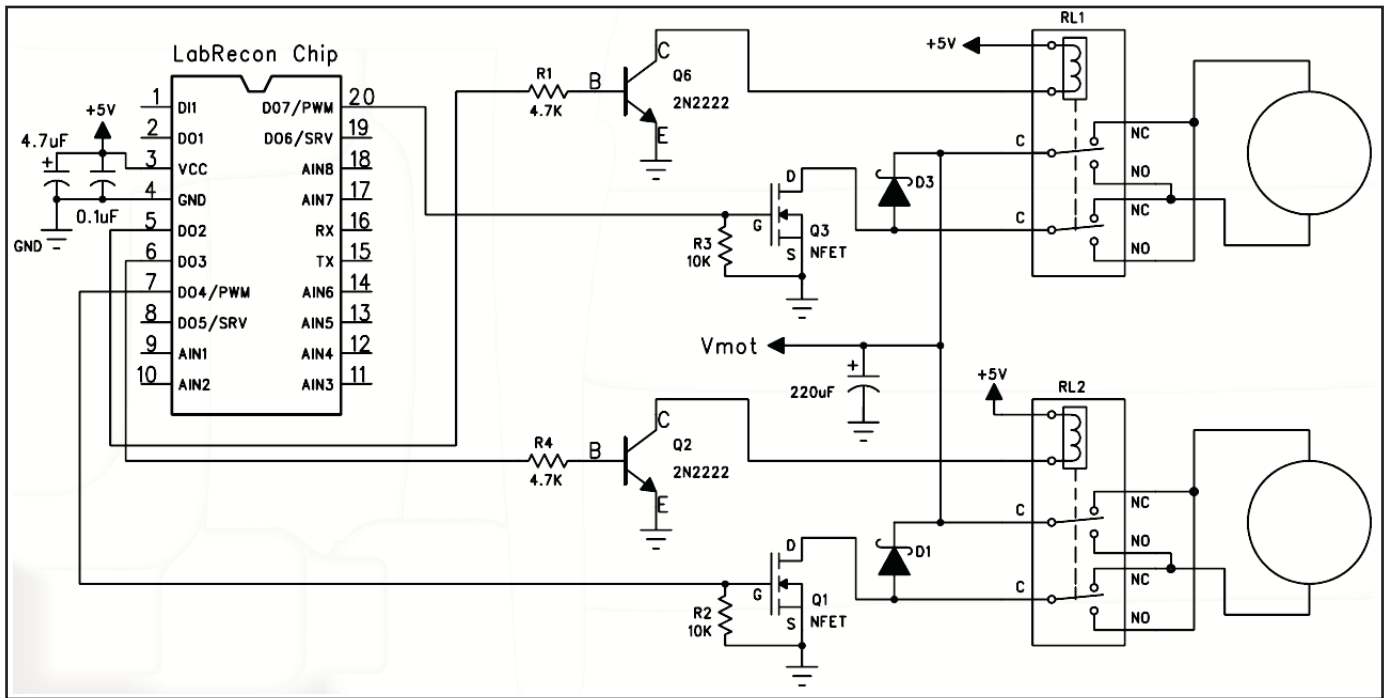 LabRecon Chip
+5V
4.7uF
+
0.1uF
GND
1 DI1
2 DO1
3 VCC
4 GND
5 DO2
6 DO3
7 DO4/PWM
8 DO5/SRV
9 AIN1
10 AIN2
DO7/PWM 20
DO6/SRV 19
AIN8 18
AIN7 17
RX 16
TX 15
AIN6 14
AIN5 13
AIN4 12
AIN3 11
R1
4.7K
B
C
E
Q6
2N2222
+5V
RL1
C
NC
NO
C
NC
NO
D
G
S
Q3
NFET
R3
10K
D3
Vmot
+
220uF
R4
4.7K
B
C
E
Q2
2N2222
+5V
RL2
C
NC
NO
C
NC
NO
D
G
S
Q1
NFET
R2
10K
D1